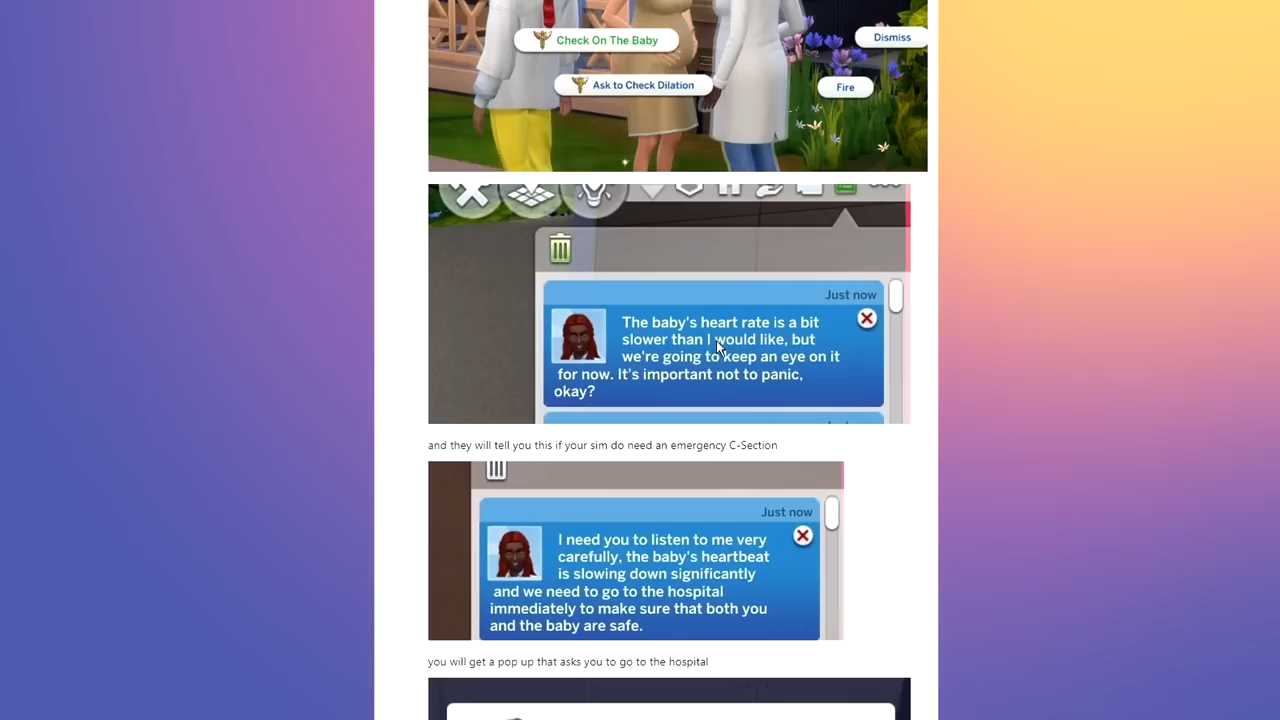 Check On The Baby
Dismiss
Ask to Check Dilation
Fire
Just now
The baby's heart rate is a bit
slower than I would like, but
we're going to keep an eye on it
for now. It's important not to panic,
okay?
and they will tell you this if your sim do need an emergency C-Section
Just now
I need you to listen to me very
carefully, the baby's heartbeat
is slowing down significantly
and we need to go to the hospital
immediately to make sure that both you
and the baby are safe.
you will get a pop up that asks you to go to the hospital